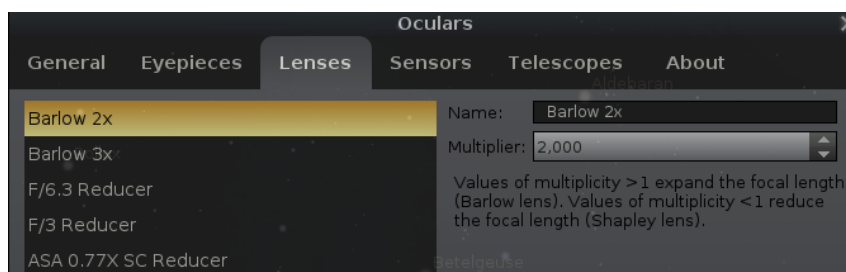 Oculars
General Eyepieces Lenses Sensors Telescopes About
Aldebaran
Barlow 2x
Barlow 3x
F/6.3 Reducer
F/3 Reducer
ASA 0.77X SC Reducer
Name: Barlow 2x
Multiplier: 2,000
Values of multiplicity >1 expand the focal length
(Barlow lens). Values of multiplicity <1 reduce
the focal length (Shapley lens).
Betelgeuse